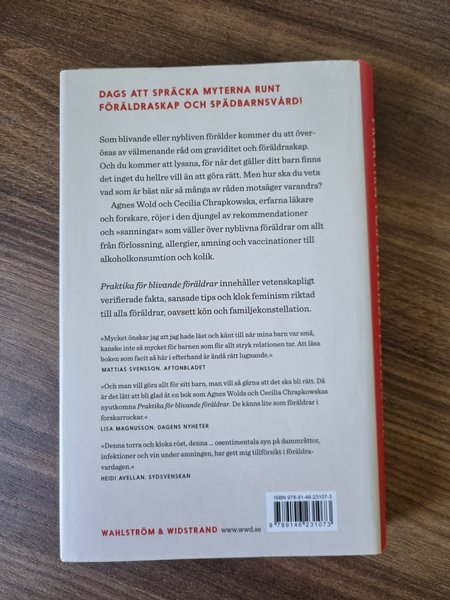 DAGS ATT SPRÄCKA MYTERNA RUNT
FÖRÄLDRASKAP OCH SPÄDBARNSVÅRD!
Som blivande eller nybliven förälder kommer du att över-
ösas av välmenande råd om graviditet och föräldraskap.
Och du kommer att lyssna, för när det gäller ditt barn finns
det inget du hellre vill än att göra rätt. Men hur ska du veta
vad som är bäst när så många av råden motsäger varandra?
Agnes Wold och Cecilia Chrapkowska, erfarna läkare
och forskare, röjer i den djungel av rekommendationer
och »sanningar« som väller över nyblivna föräldrar om allt
från förlossning, allergier, amning och vaccinationer till
alkoholkonsumtion och kolik.
Praktika för blivande föräldrar innehåller vetenskapligt
verifierade fakta, sansade tips och klok feminism riktad
till alla föräldrar, oavsett kön och familjekonstellation.
»Mycket önskar jag att jag hade läst och känt till när mina barn var små,
kanske inte så mycket för barnen som för allt stryk relationen tar. Att läsa
boken som facit så här i efterhand är ändå rätt lugnande.«
MATTIAS SVENSSON, AFTONBLADET
»Och man vill göra allt för sitt barn, man vill så gärna att det ska bli rätt. Då
är det lätt att bli glad åt en bok som Agnes Wolds och Cecilia Chrapkowskas
nyutkomna Praktika för blivande föräldrar. De känns lite som föräldrar i
forskarrockar.«
LISA MAGNUSSON, DAGENS NYHETER
»Denna torra och kloka röst, denna ... osentimentala syn på dammråttor,
infektioner och vin under amningen, har gett mig tillförsikt i föräldra-
vardagen.«
HEIDI AVELLAN, SYDSVENSKAN
ISBN 978-91-46-23107-3
9 789146 231073
WAHLSTRÖM & WIDSTRAND www.wwd.se